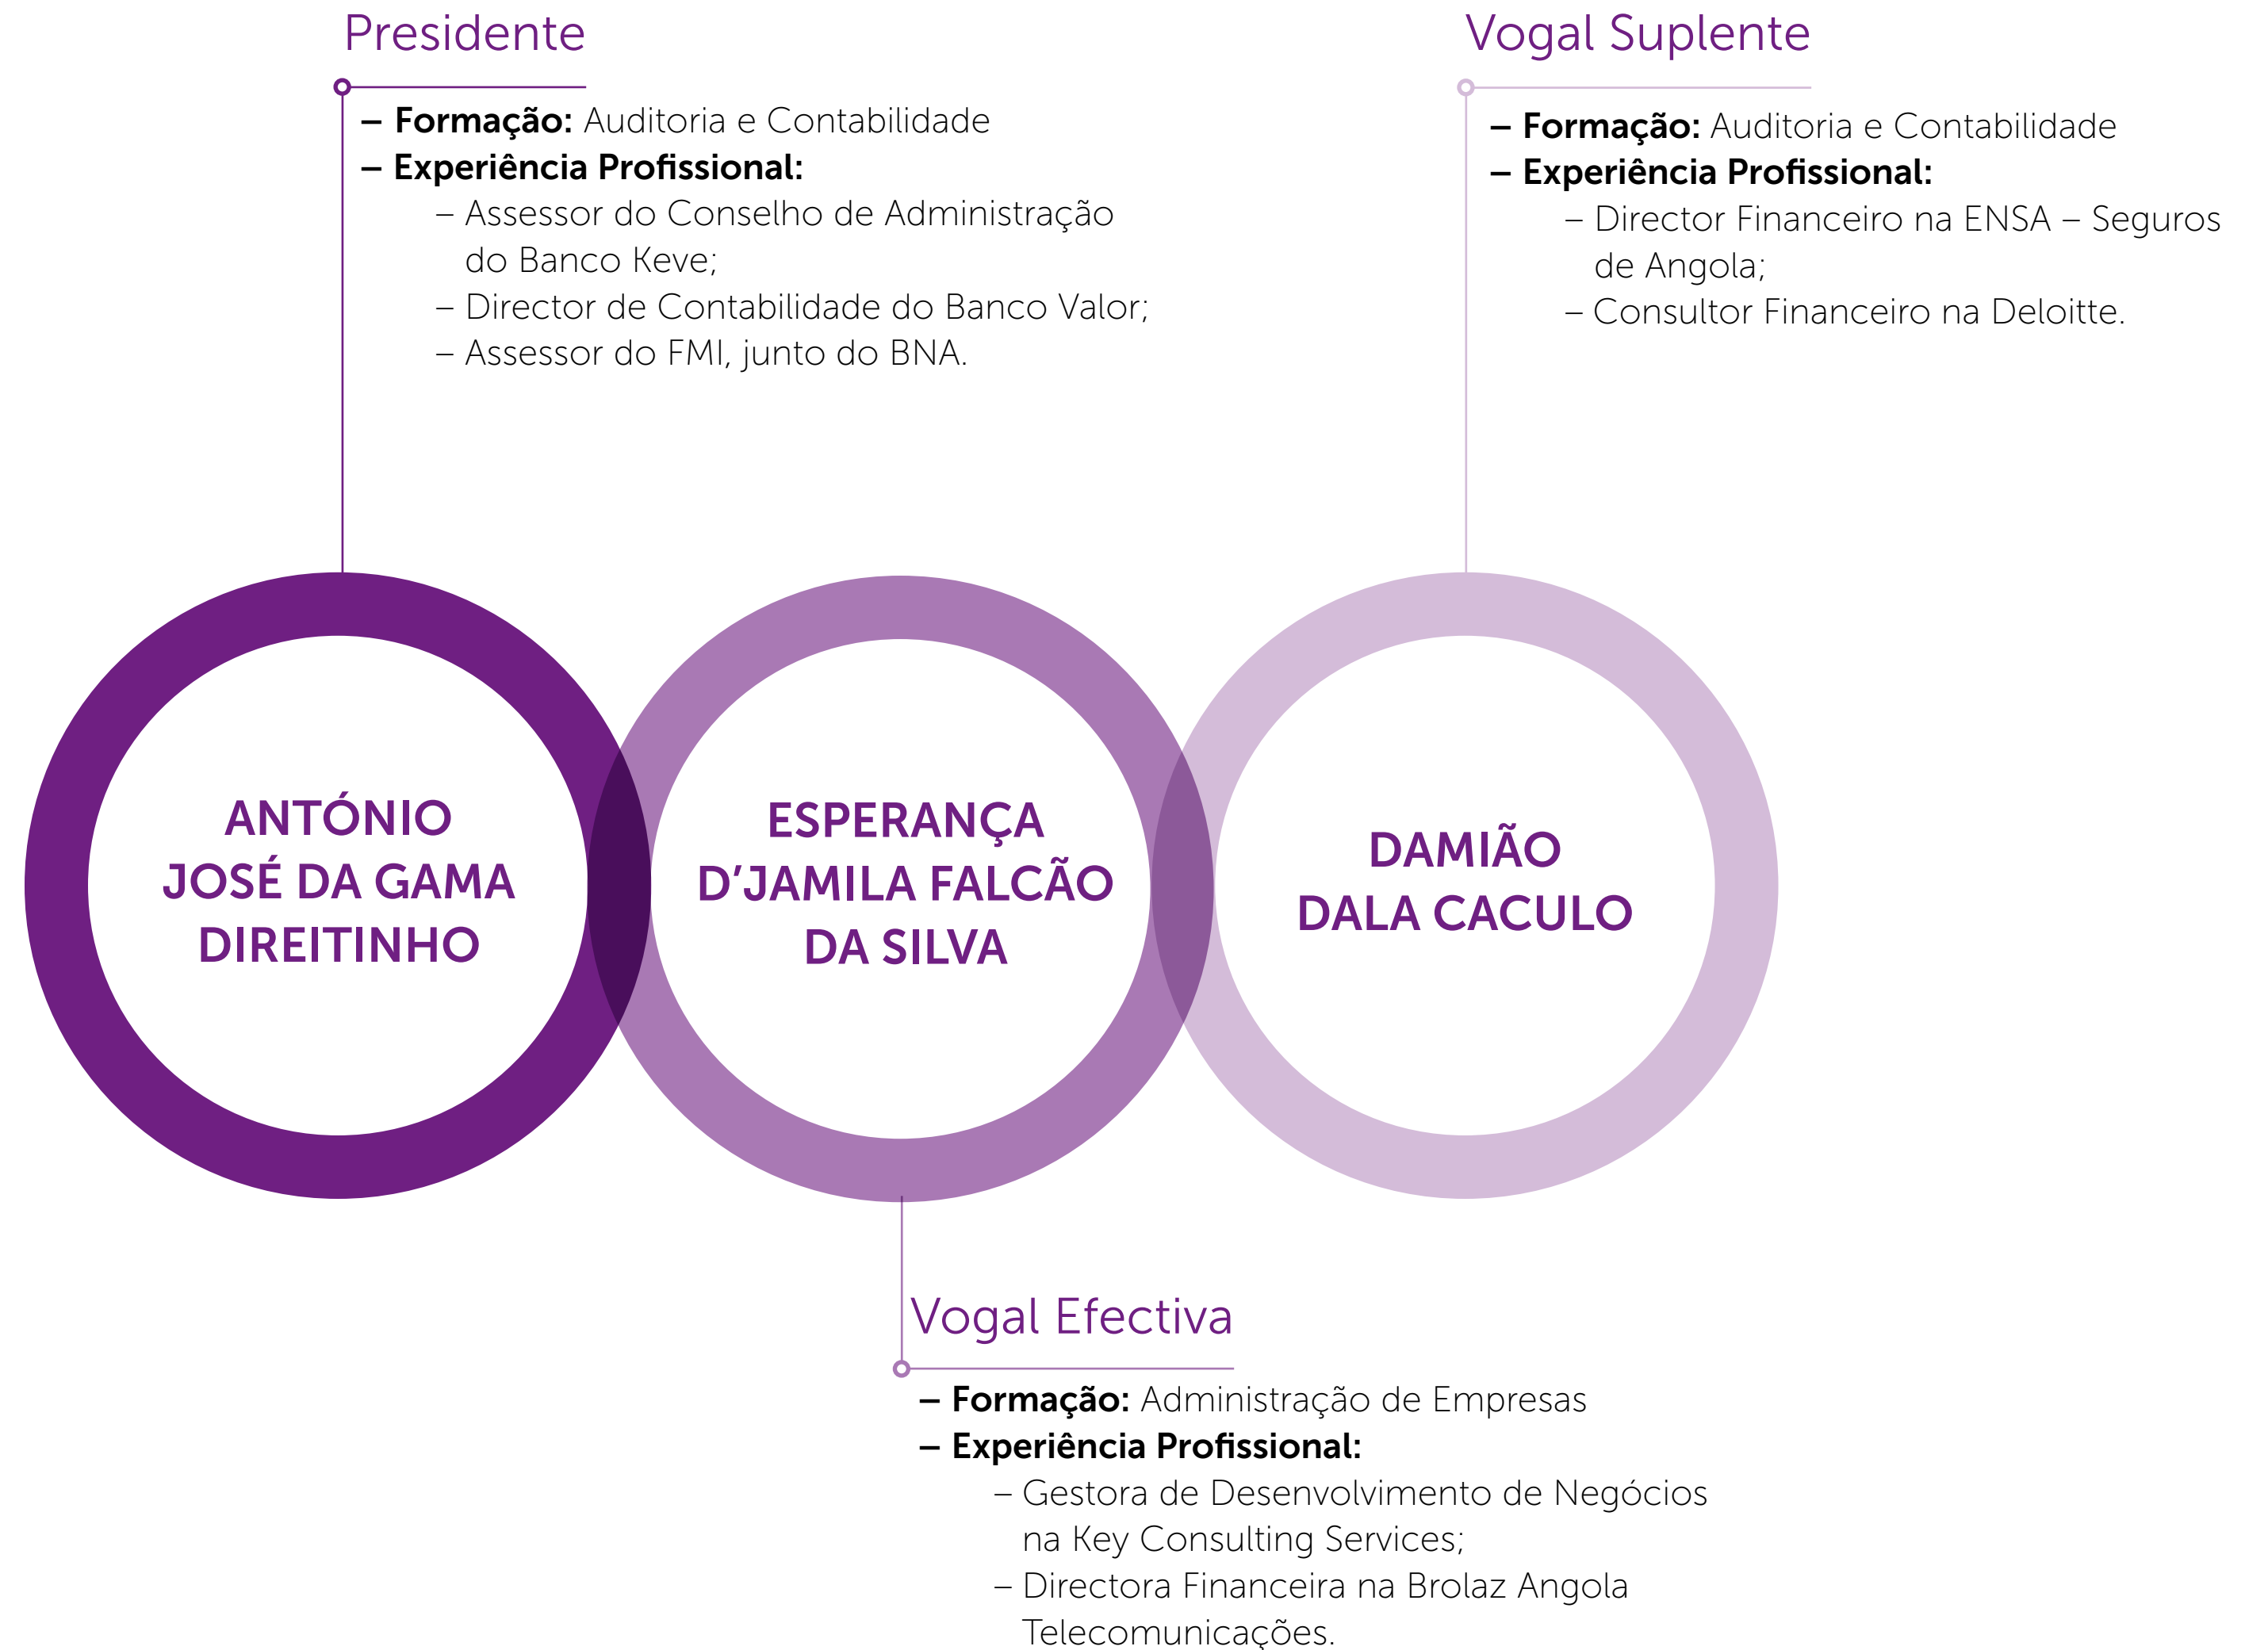 Presidente
– Formação: Auditoria e Contabilidade
– Experiência Profissional:
– Assessor do Conselho de Administração
do Banco Keve;
– Director de Contabilidade do Banco Valor;
– Assessor do FMI, junto do BNA.
Vogal Suplente
– Formação: Auditoria e Contabilidade
– Experiência Profissional:
– Director Financeiro na ENSA – Seguros
de Angola;
– Consultor Financeiro na Deloitte.
ANTÓNIO
JOSÉ DA GAMA
DIREITINHO
ESPERANÇA
D’JAMILA FALCÃO
DA SILVA
DAMIÃO
DALA CACULO
Vogal Efectiva
– Formação: Administração de Empresas
– Experiência Profissional:
– Gestora de Desenvolvimento de Negócios
na Key Consulting Services;
– Directora Financeira na Brolaz Angola
Telecomunicações.